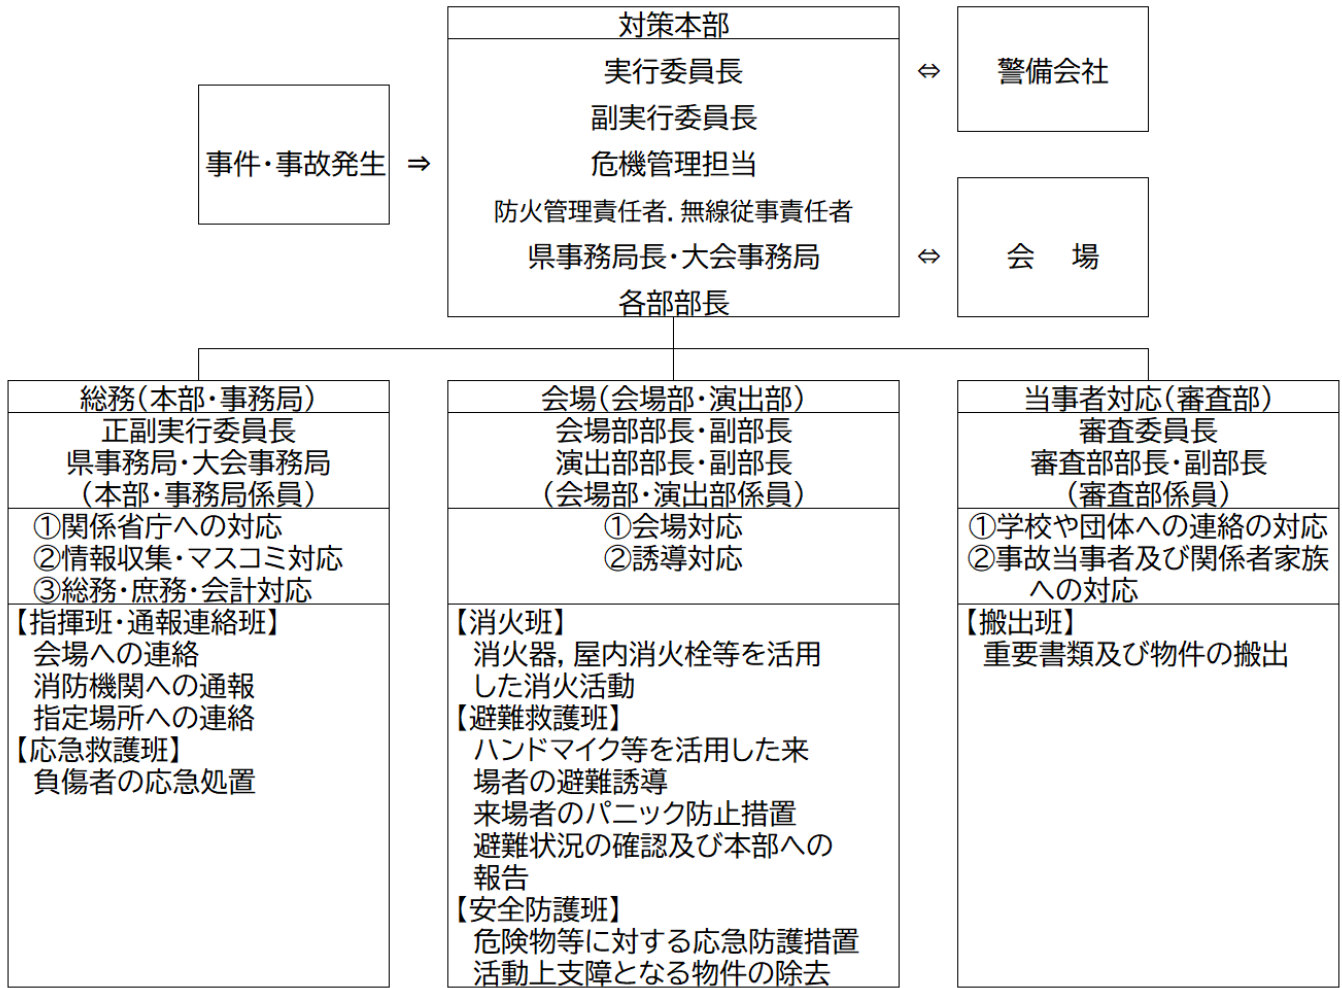 対策本部
実行委員長
副実行委員長
危機管理担当
防火管理責任者．無線従事責任者
県事務局長・大会事務局
各部部長
事件・事故発生
⇒
⇔
警備会社
⇔
会　場
総務（本部・事務局）
正副実行委員長
県事務局・大会事務局
（本部・事務局係員）
①関係省庁への対応
②情報収集・マスコミ対応
③総務・庶務・会計対応
【指揮班・通報連絡班】
会場への連絡
消防機関への通報
指定場所への連絡
【応急救護班】
負傷者の応急処置
会場（会場部・演出部）
会場部部長・副部長
演出部部長・副部長
（会場部・演出部係員）
①会場対応
②誘導対応
【消火班】
消火器，屋内消火栓等を活用
した消火活動
【避難救護班】
ハンドマイク等を活用した来
場者の避難誘導
来場者のパニック防止措置
避難状況の確認及び本部への
報告
【安全防護班】
危険物等に対する応急防護措置
活動上支障となる物件の除去
当事者対応（審査部）
審査委員長
審査部部長・副部長
（審査部係員）
①学校や団体への連絡の対応
②事故当事者及び関係者家族
への対応
【搬出班】
重要書類及び物件の搬出